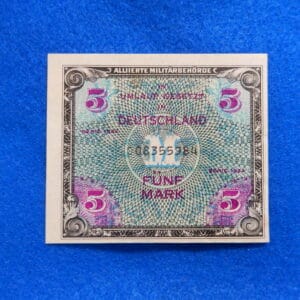 ALLIIERTE MILITÄRBEHÖRDE
IN
UMLAUF GESETZT
IN
5 DEUTSCHLAND 5
SERIE 1944
SERIE 1944
5 FÜNF 5
MARK